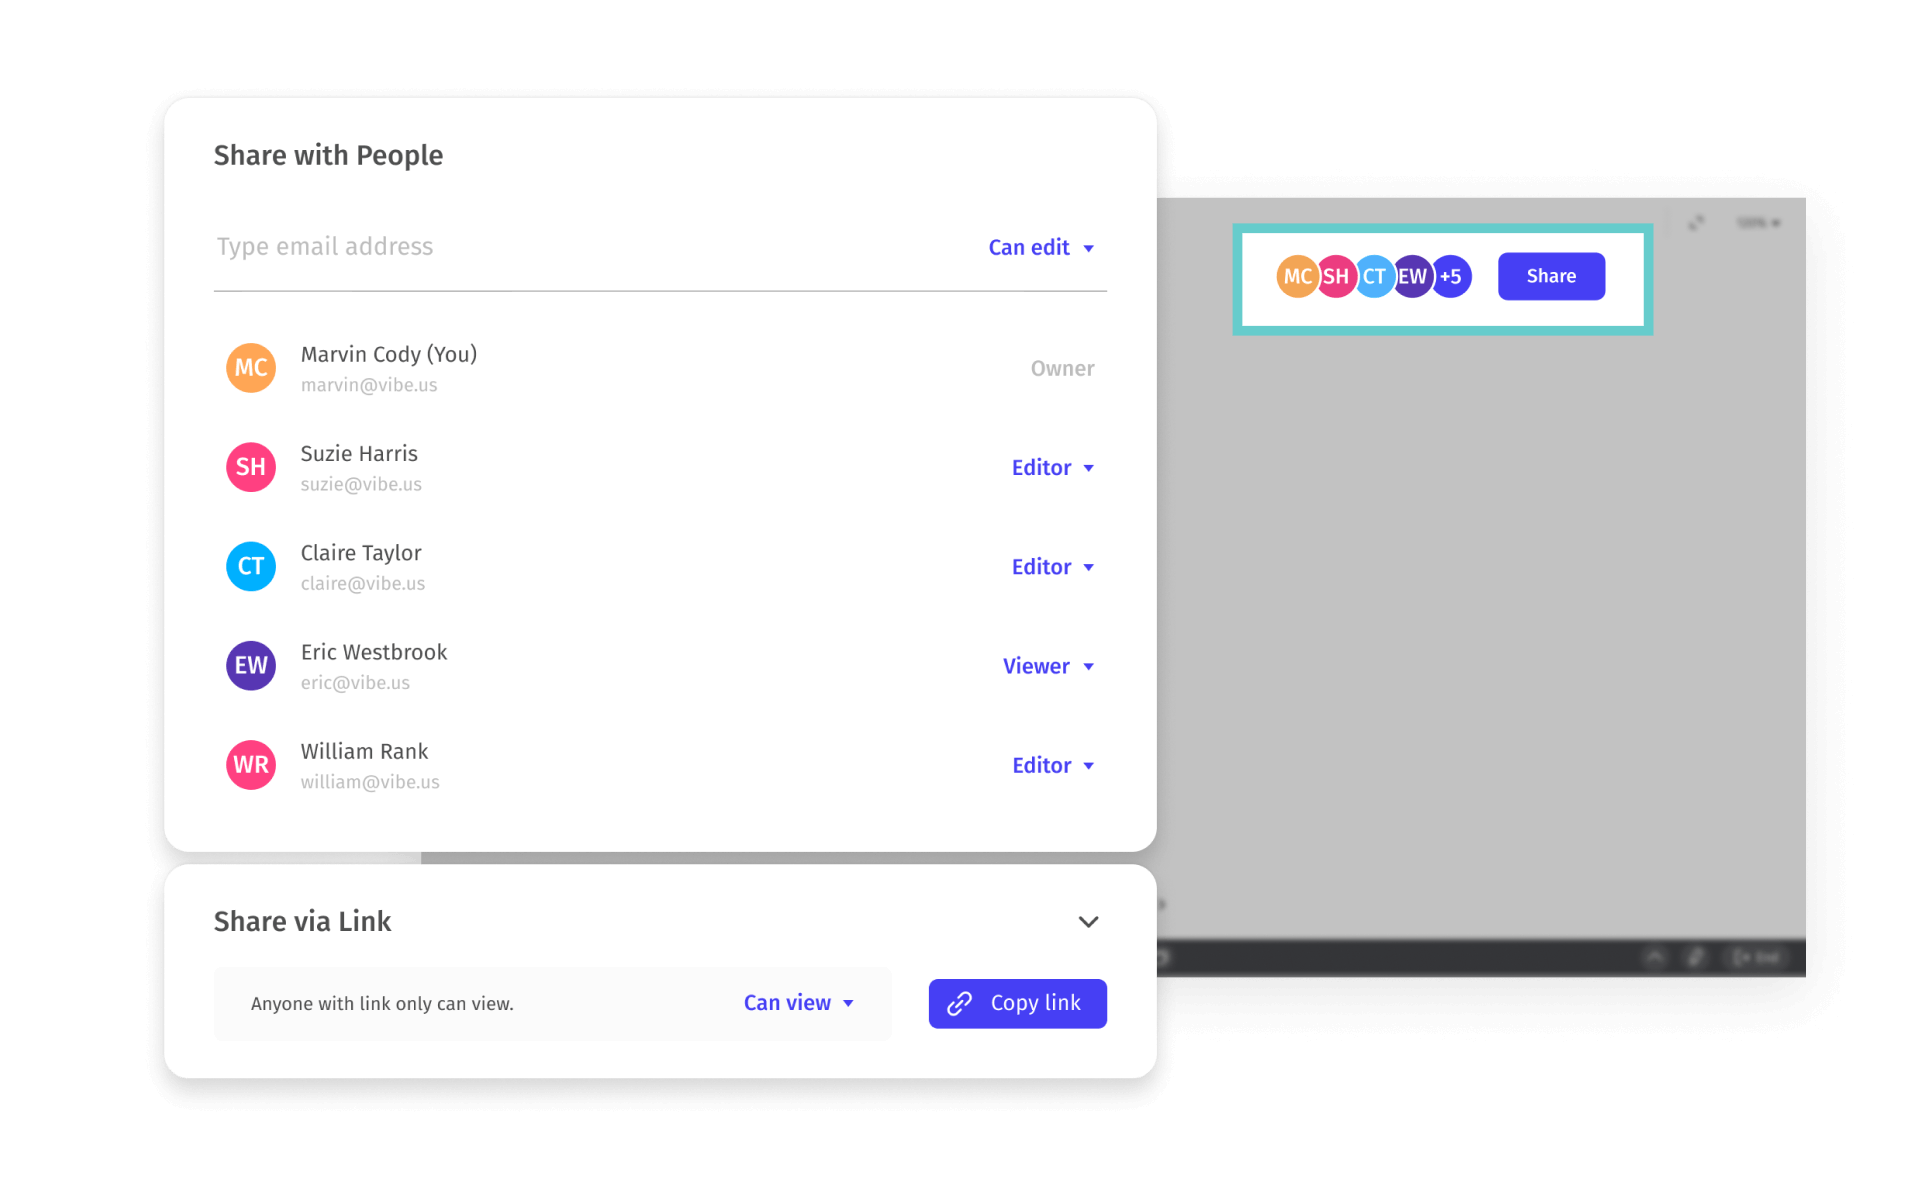 Share with People
Type email address
Can edit
MC
Marvin Cody (You)
marvin@vibe.us
Owner
SH
Suzie Harris
suzie@vibe.us
Editor
CT
Claire Taylor
claire@vibe.us
Editor
EW
Eric Westbrook
eric@vibe.us
Viewer
WR
William Rank
william@vibe.us
Editor
Share via Link
Anyone with link only can view.
Can view
Copy link
100%
MC SH CT EW +5
Share
End